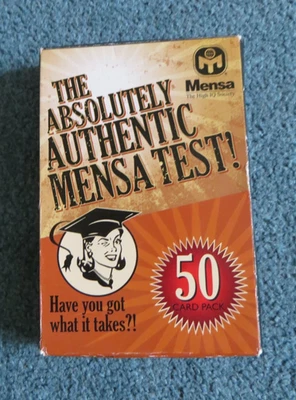 Mensa
The High IQ Society
THE
ABSOLUTELY
AUTHENTIC
MENSA TEST!
50
CARD PACK
Have you got
what it takes?!